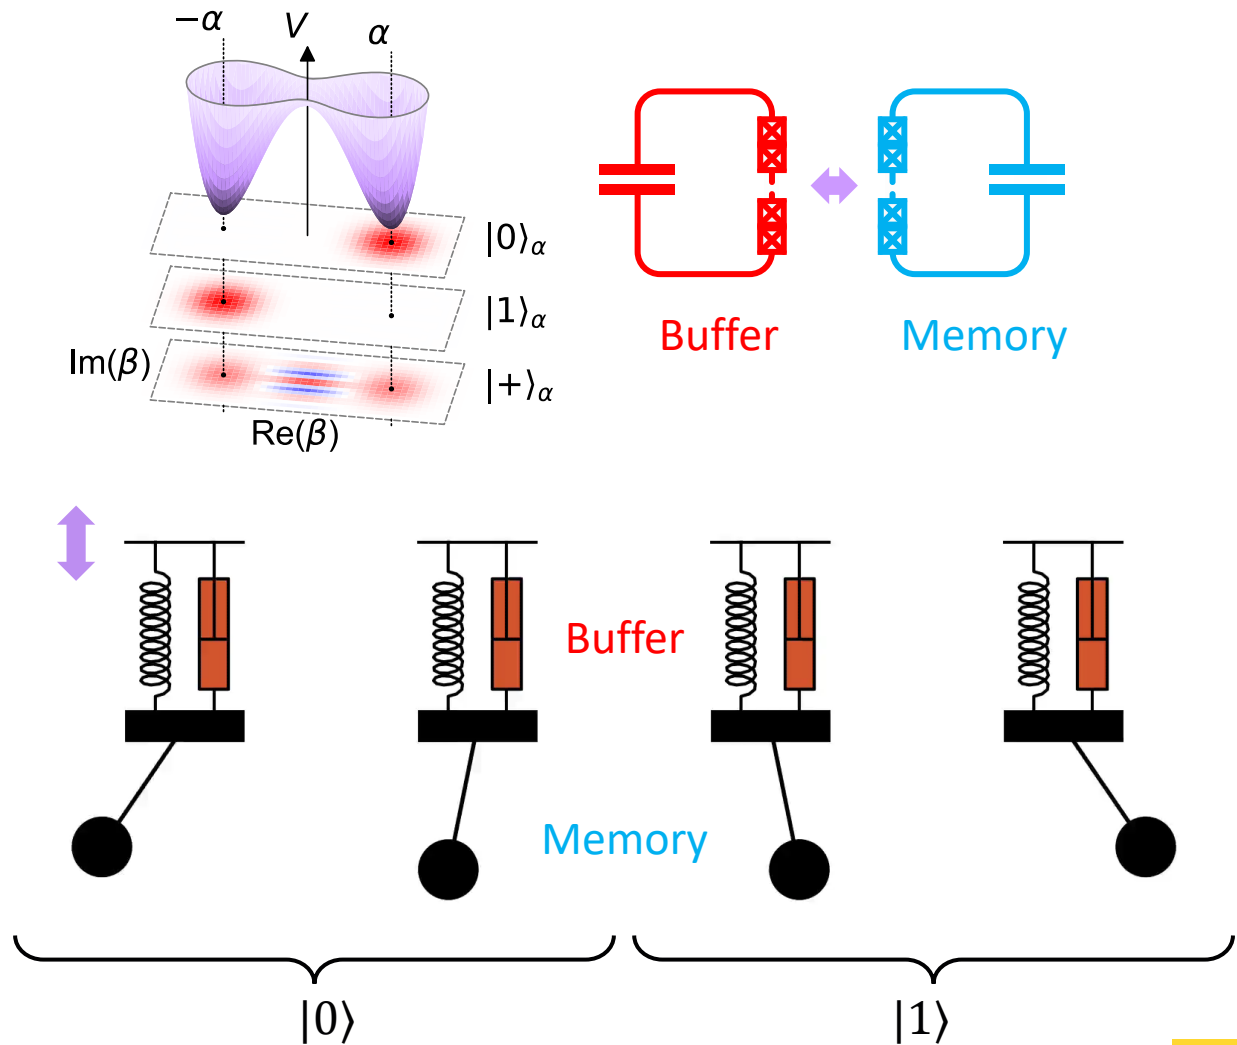 −α
V
α
|0⟩α
|1⟩α
Im(β)
|+⟩α
Re(β)
Buffer
Memory
Buffer
Memory
|0⟩
|1⟩